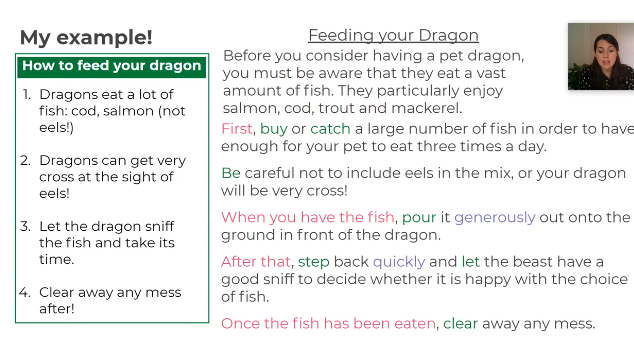 My example!
How to feed your dragon
1. Dragons eat a lot of
fish: cod, salmon (not
eels!)
2. Dragons can get very
cross at the sight of
eels!
3. Let the dragon sniff
the fish and take its
time.
4. Clear away any mess
after!
Feeding your Dragon
Before you consider having a pet dragon,
you must be aware that they eat a vast
amount of fish. They particularly enjoy
salmon, cod, trout and mackerel.
First, buy or catch a large number of fish in order to have
enough for your pet to eat three times a day.
Be careful not to include eels in the mix, or your dragon
will be very cross!
When you have the fish, pour it generously out onto the
ground in front of the dragon.
After that, step back quickly and let the beast have a
good sniff to decide whether it is happy with the choice
of fish.
Once the fish has been eaten, clear away any mess.